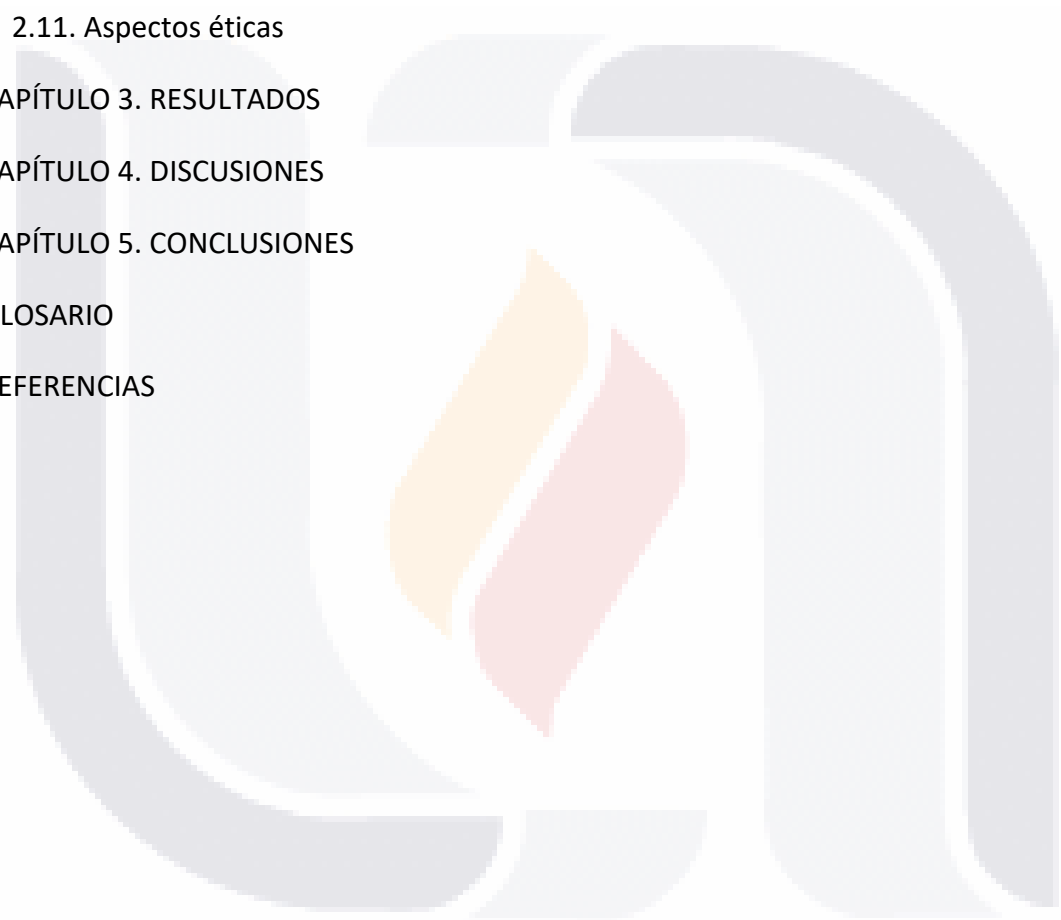 2.11. Aspectos éticas
APÍTULO 3. RESULTADOS
APÍTULO 4. DISCUSIONES
APÍTULO 5. CONCLUSIONES
LOSARIO
EFERENCIAS